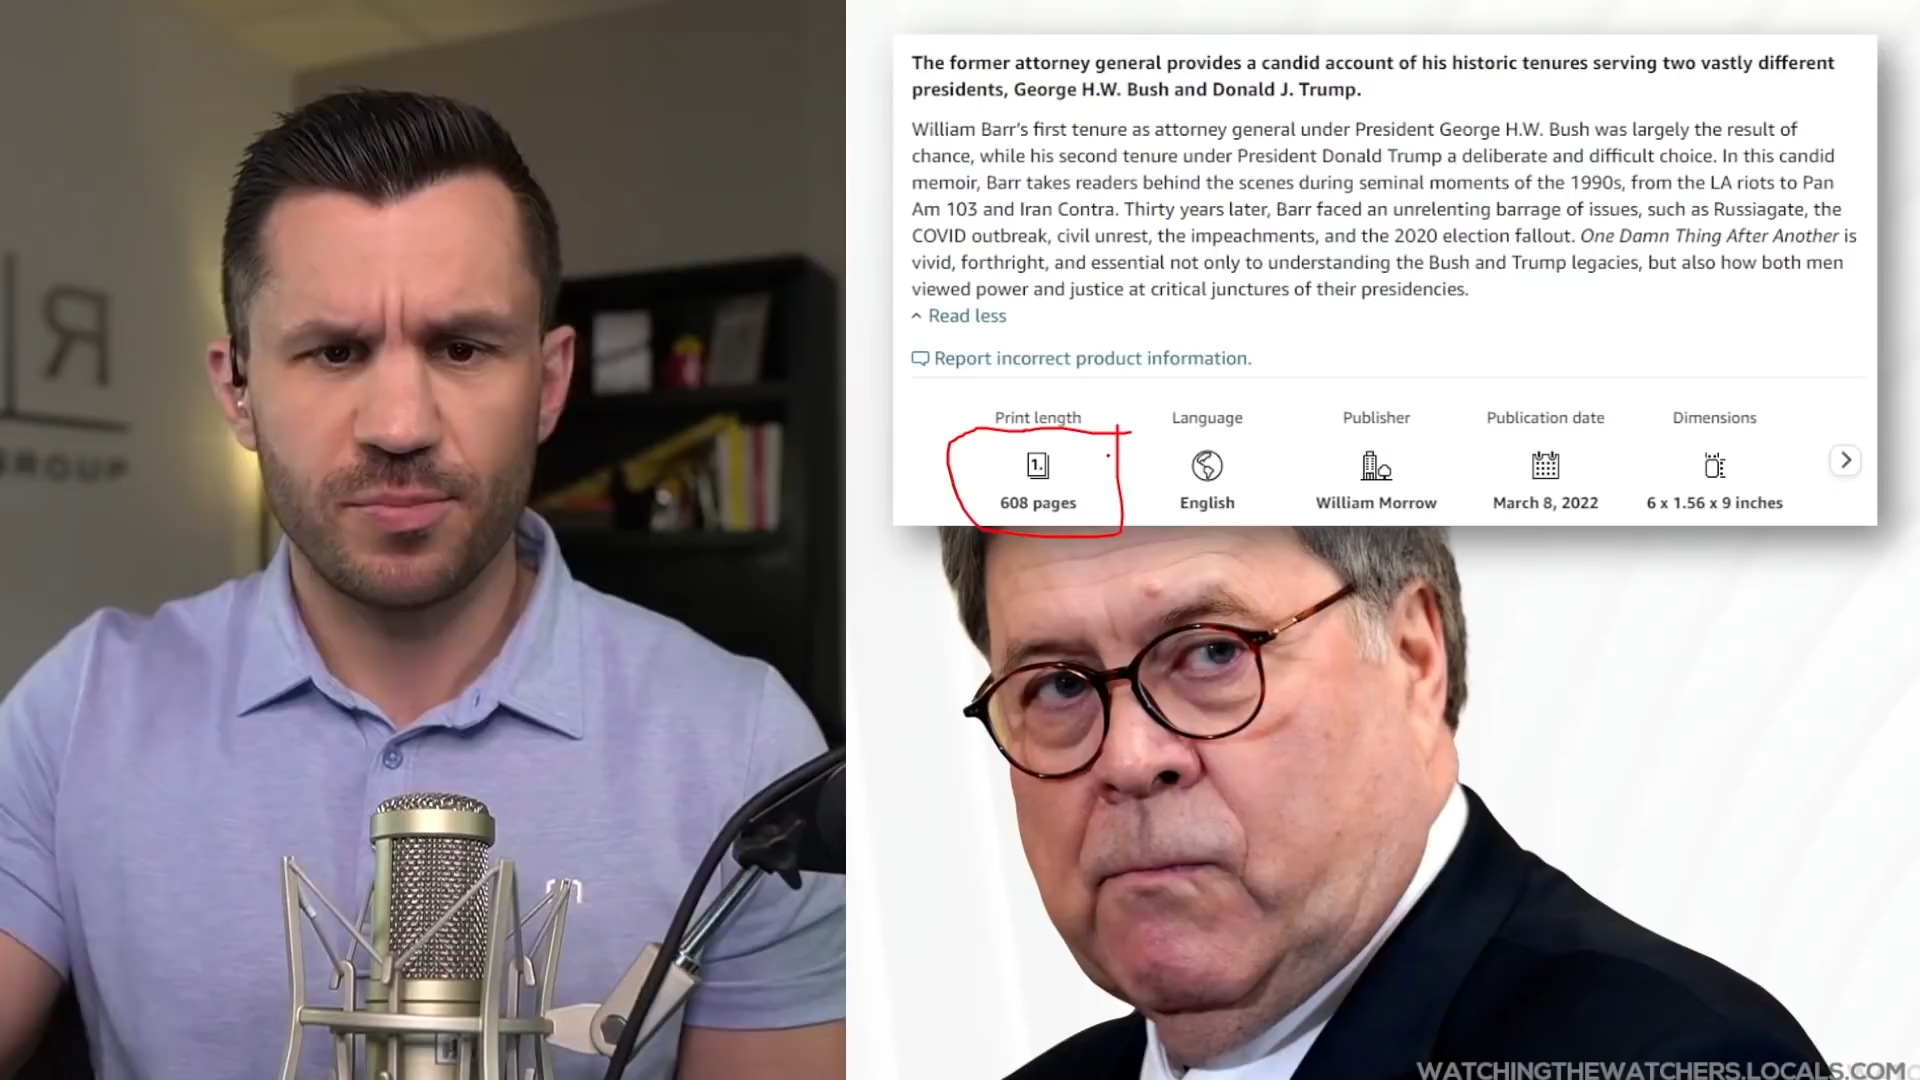 The former attorney general provides a candid account of his historic tenures serving two vastly different
presidents, George H.W. Bush and Donald J. Trump.
William Barr's first tenure as attorney general under President George H.W. Bush was largely the result of
chance, while his second tenure under President Donald Trump a deliberate and difficult choice. In this candid
memoir, Barr takes readers behind the scenes during seminal moments of the 1990s, from the LA riots to Pan
Am 103 and Iran Contra. Thirty years later, Barr faced an unrelenting barrage of issues, such as Russiagate, the
COVID outbreak, civil unrest, the impeachments, and the 2020 election fallout. One Damn Thing After Another is
vivid, forthright, and essential not only to understanding the Bush and Trump legacies, but also how both men
viewed power and justice at critical junctures of their presidencies.
Read less
Report incorrect product information.
Print length Language Publisher Publication date Dimensions
1.
608 pages English William Morrow March 8, 2022 6 x 1.56 x 9 inches
R
GROUP
WATCHINGTHEWATCHERS.LOCALS.COM